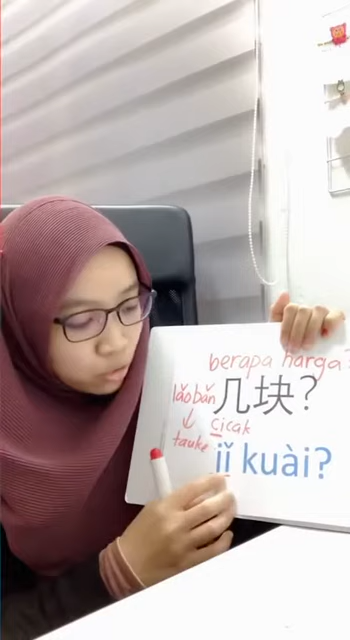 berapa harga?
lǎobǎn 几块?
↓ cicak
tauke jǐ kuài?